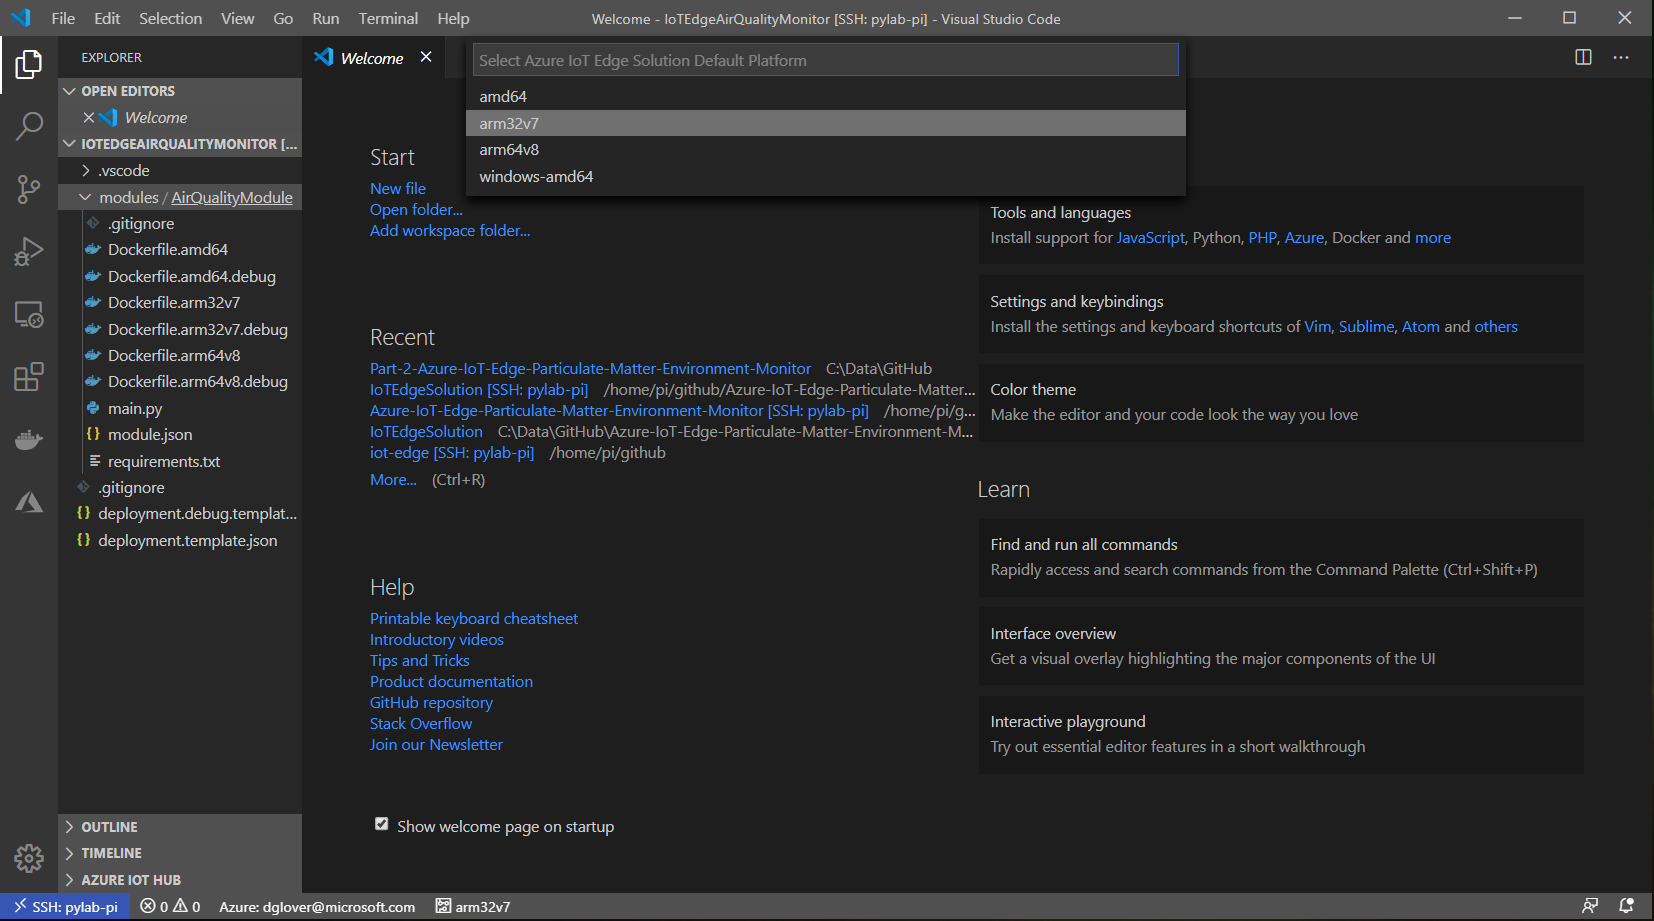 File Edit Selection View Go Run Terminal Help
Welcome - IoTEdgeAirQualityMonitor [SSH: pylab-pi] - Visual Studio Code
EXPLORER
OPEN EDITORS
Welcome
IOTEDGEAIRQUALITYMONITOR [...
.vscode
modules / AirQualityModule
.gitignore
Dockerfile.amd64
Dockerfile.amd64.debug
Dockerfile.arm32v7
Dockerfile.arm32v7.debug
Dockerfile.arm64v8
Dockerfile.arm64v8.debug
main.py
module.json
requirements.txt
.gitignore
deployment.debug.templat...
deployment.template.json
OUTLINE
TIMELINE
AZURE IOT HUB
Welcome
Select Azure IoT Edge Solution Default Platform
amd64
arm32v7
arm64v8
windows-amd64
Start
New file
Open folder...
Add workspace folder...
Recent
Part-2-Azure-IoT-Edge-Particulate-Matter-Environment-Monitor C:\Data\GitHub
IoTEdgeSolution [SSH: pylab-pi] /home/pi/github/Azure-IoT-Edge-Particulate-Matter...
Azure-IoT-Edge-Particulate-Matter-Environment-Monitor [SSH: pylab-pi] /home/pi/g...
IoTEdgeSolution C:\Data\GitHub\Azure-IoT-Edge-Particulate-Matter-Environment-M...
iot-edge [SSH: pylab-pi] /home/pi/github
More... (Ctrl+R)
Help
Printable keyboard cheatsheet
Introductory videos
Tips and Tricks
Product documentation
GitHub repository
Stack Overflow
Join our Newsletter
Show welcome page on startup
Tools and languages
Install support for JavaScript, Python, PHP, Azure, Docker and more
Settings and keybindings
Install the settings and keyboard shortcuts of Vim, Sublime, Atom and others
Color theme
Make the editor and your code look the way you love
Learn
Find and run all commands
Rapidly access and search commands from the Command Palette (Ctrl+Shift+P)
Interface overview
Get a visual overlay highlighting the major components of the UI
Interactive playground
Try out essential editor features in a short walkthrough
SSH: pylab-pi 0 0 Azure: dglover@microsoft.com arm32v7